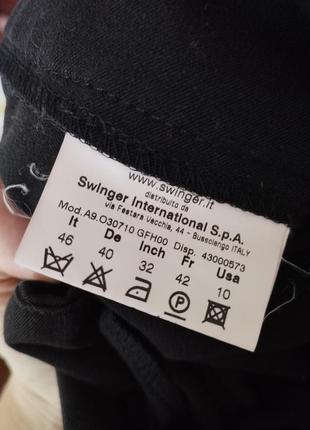 www.swinger.it
distribuito da
Swinger International S.p.A.
via Festara Vecchia, 44 - Bussolengo ITALY
Mod.A9.O30710 GFH00 Disp. 43000573
It De Inch Fr Usa
46 40 32 42 10
P